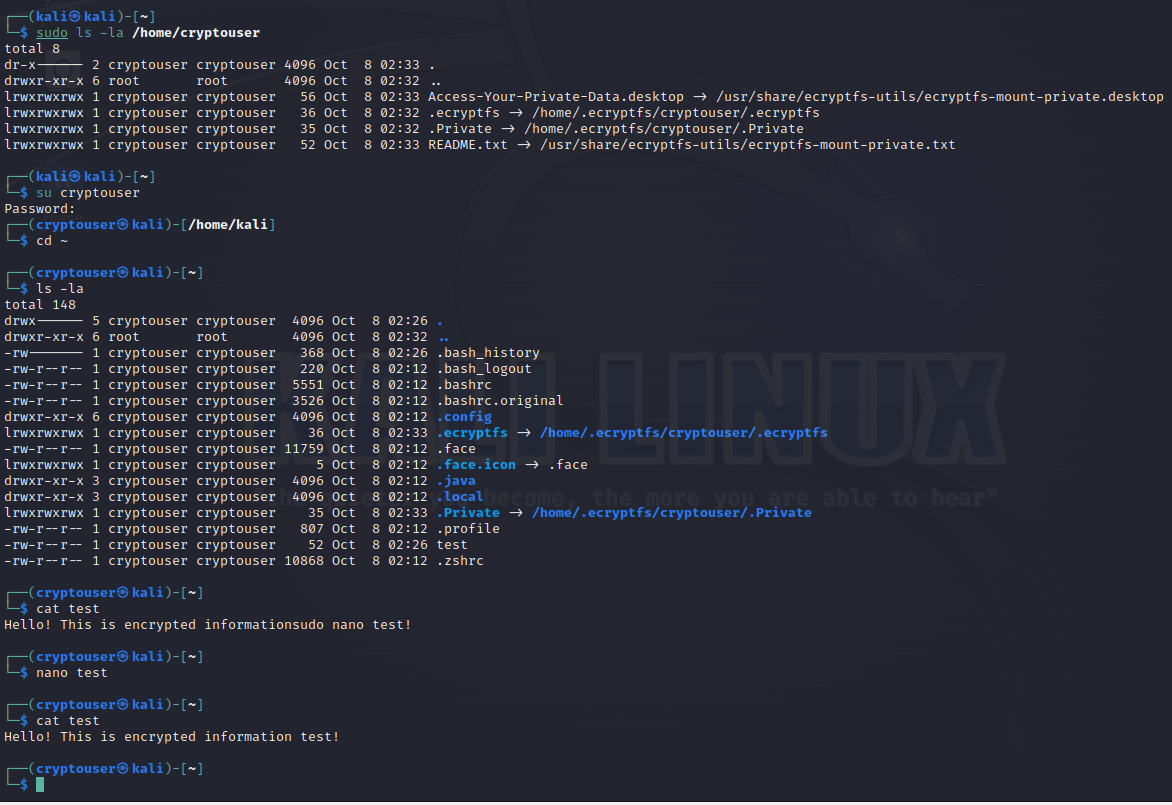 ┌──(kali㉿kali)-[~]
└─$ sudo ls -la /home/cryptouser
total 8
dr-x------ 2 cryptouser cryptouser 4096 Oct  8 02:33 .
drwxr-xr-x 6 root       root       4096 Oct  8 02:32 ..
lrwxrwxrwx 1 cryptouser cryptouser   56 Oct  8 02:33 Access-Your-Private-Data.desktop → /usr/share/ecryptfs-utils/ecryptfs-mount-private.desktop
lrwxrwxrwx 1 cryptouser cryptouser   36 Oct  8 02:32 .ecryptfs → /home/.ecryptfs/cryptouser/.ecryptfs
lrwxrwxrwx 1 cryptouser cryptouser   35 Oct  8 02:32 .Private → /home/.ecryptfs/cryptouser/.Private
lrwxrwxrwx 1 cryptouser cryptouser   52 Oct  8 02:33 README.txt → /usr/share/ecryptfs-utils/ecryptfs-mount-private.txt
┌──(kali㉿kali)-[~]
└─$ su cryptouser
Password:
┌──(cryptouser㉿kali)-[/home/kali]
└─$ cd ~
┌──(cryptouser㉿kali)-[~]
└─$ ls -la
total 148
drwx------ 5 cryptouser cryptouser  4096 Oct  8 02:26 .
drwxr-xr-x 6 root       root        4096 Oct  8 02:32 ..
-rw------- 1 cryptouser cryptouser   368 Oct  8 02:26 .bash_history
-rw-r--r-- 1 cryptouser cryptouser   220 Oct  8 02:12 .bash_logout
-rw-r--r-- 1 cryptouser cryptouser  5551 Oct  8 02:12 .bashrc
-rw-r--r-- 1 cryptouser cryptouser  3526 Oct  8 02:12 .bashrc.original
drwxr-xr-x 6 cryptouser cryptouser  4096 Oct  8 02:12 .config
lrwxrwxrwx 1 cryptouser cryptouser    36 Oct  8 02:33 .ecryptfs → /home/.ecryptfs/cryptouser/.ecryptfs
-rw-r--r-- 1 cryptouser cryptouser 11759 Oct  8 02:12 .face
lrwxrwxrwx 1 cryptouser cryptouser     5 Oct  8 02:12 .face.icon → .face
drwxr-xr-x 3 cryptouser cryptouser  4096 Oct  8 02:12 .java
drwxr-xr-x 3 cryptouser cryptouser  4096 Oct  8 02:12 .local
lrwxrwxrwx 1 cryptouser cryptouser    35 Oct  8 02:33 .Private → /home/.ecryptfs/cryptouser/.Private
-rw-r--r-- 1 cryptouser cryptouser   807 Oct  8 02:12 .profile
-rw-r--r-- 1 cryptouser cryptouser    52 Oct  8 02:26 test
-rw-r--r-- 1 cryptouser cryptouser 10868 Oct  8 02:12 .zshrc
┌──(cryptouser㉿kali)-[~]
└─$ cat test
Hello! This is encrypted informationsudo nano test!
┌──(cryptouser㉿kali)-[~]
└─$ nano test
┌──(cryptouser㉿kali)-[~]
└─$ cat test
Hello! This is encrypted information test!
┌──(cryptouser㉿kali)-[~]
└─$
KALI LINUX
become, the more you are able to hear"